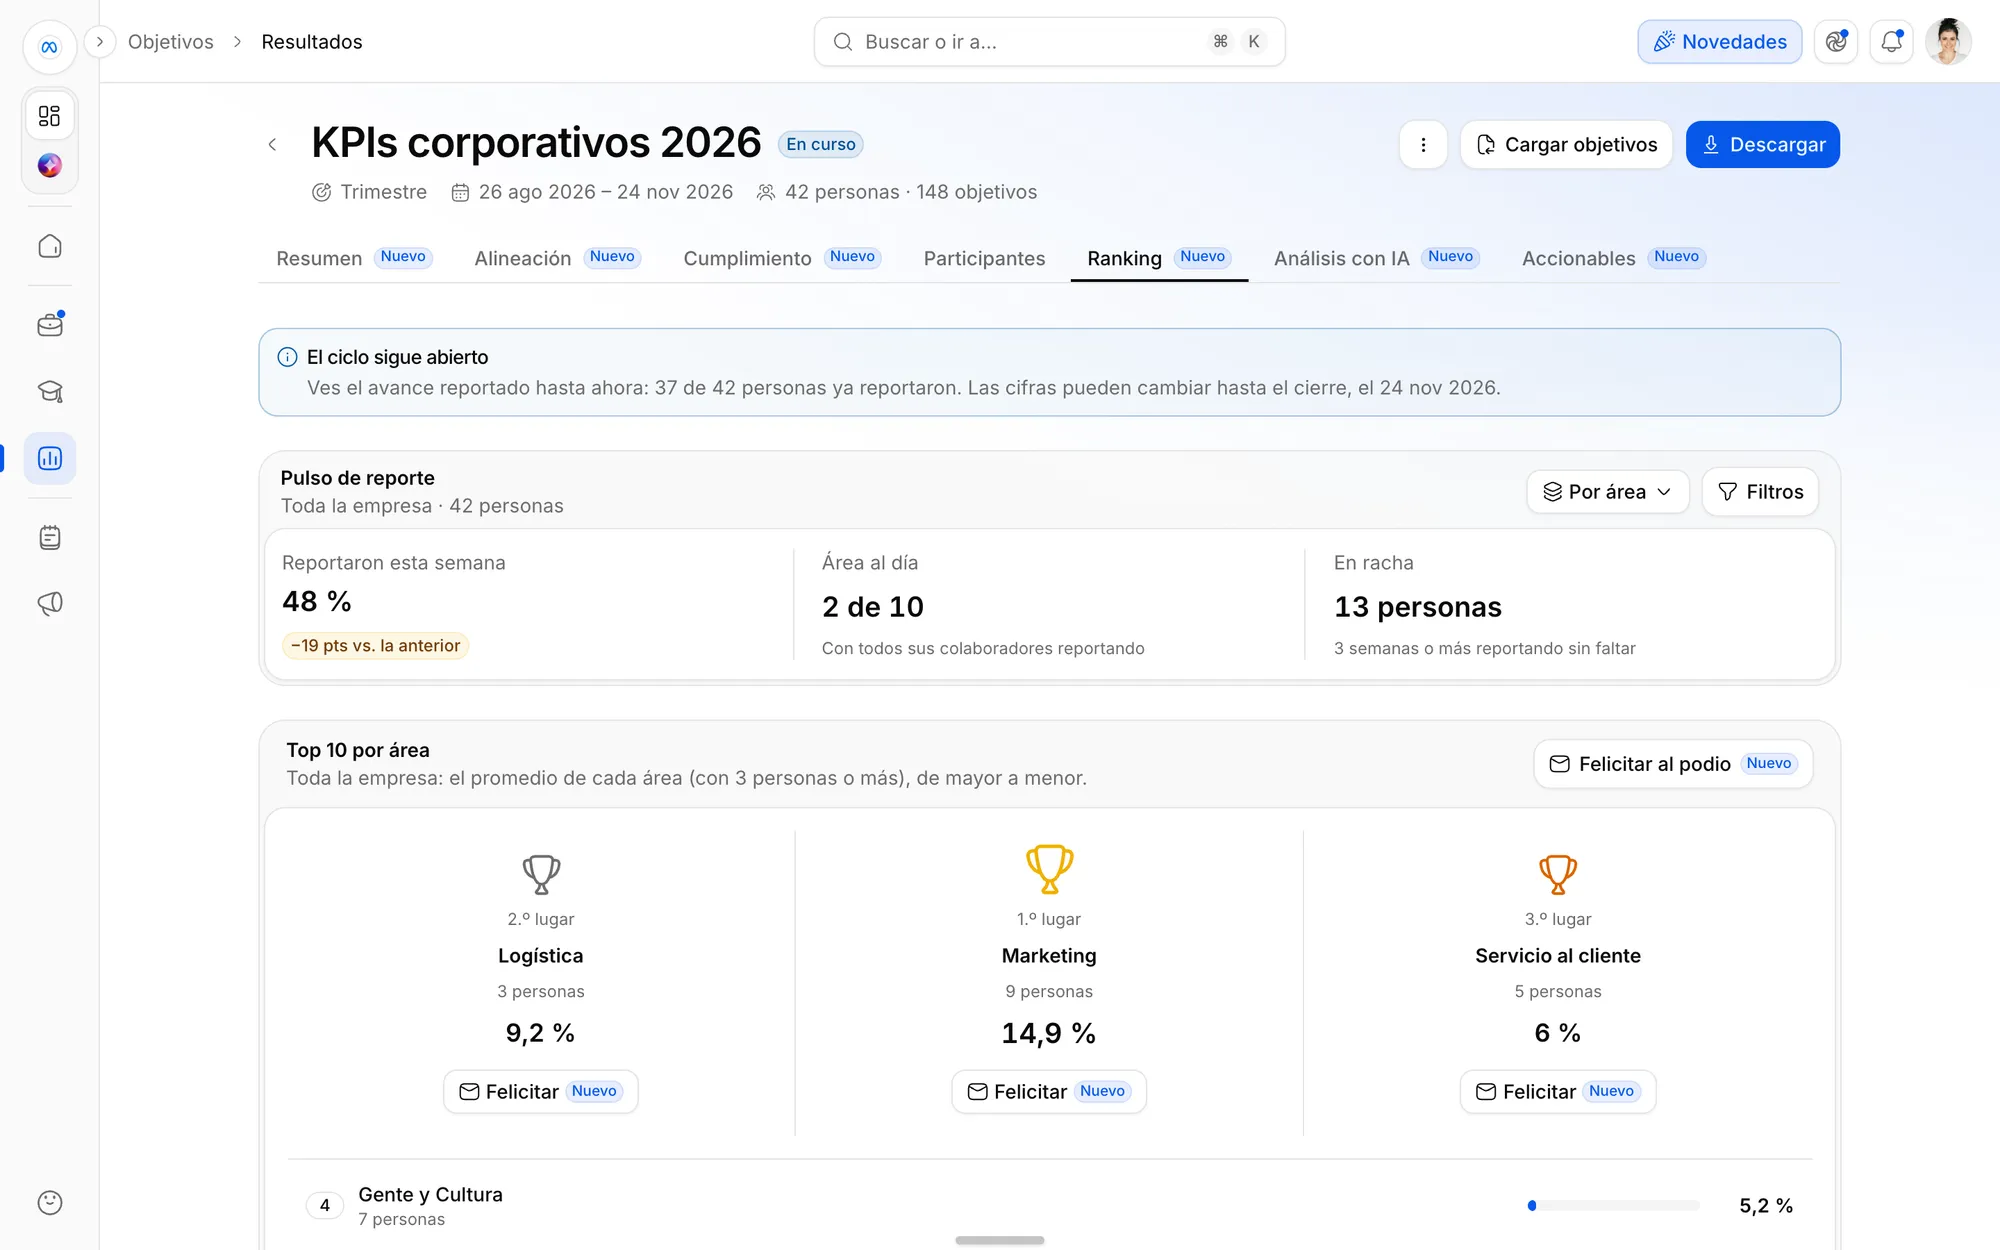 Objetivos
Resultados
Buscar o ir a...
⌘ K
Novedades
KPIs corporativos 2026
En curso
Cargar objetivos
Descargar
Trimestre
26 ago 2026 – 24 nov 2026
42 personas · 148 objetivos
Resumen Nuevo
Alineación Nuevo
Cumplimiento Nuevo
Participantes
Ranking Nuevo
Análisis con IA Nuevo
Accionables Nuevo
El ciclo sigue abierto
Ves el avance reportado hasta ahora: 37 de 42 personas ya reportaron. Las cifras pueden cambiar hasta el cierre, el 24 nov 2026.
Pulso de reporte
Toda la empresa · 42 personas
Por área
Filtros
Reportaron esta semana
48 %
−19 pts vs. la anterior
Área al día
2 de 10
Con todos sus colaboradores reportando
En racha
13 personas
3 semanas o más reportando sin faltar
Top 10 por área
Toda la empresa: el promedio de cada área (con 3 personas o más), de mayor a menor.
Felicitar al podio Nuevo
2.º lugar
Logística
3 personas
9,2 %
Felicitar Nuevo
1.º lugar
Marketing
9 personas
14,9 %
Felicitar Nuevo
3.º lugar
Servicio al cliente
5 personas
6 %
Felicitar Nuevo
4
Gente y Cultura
7 personas
5,2 %